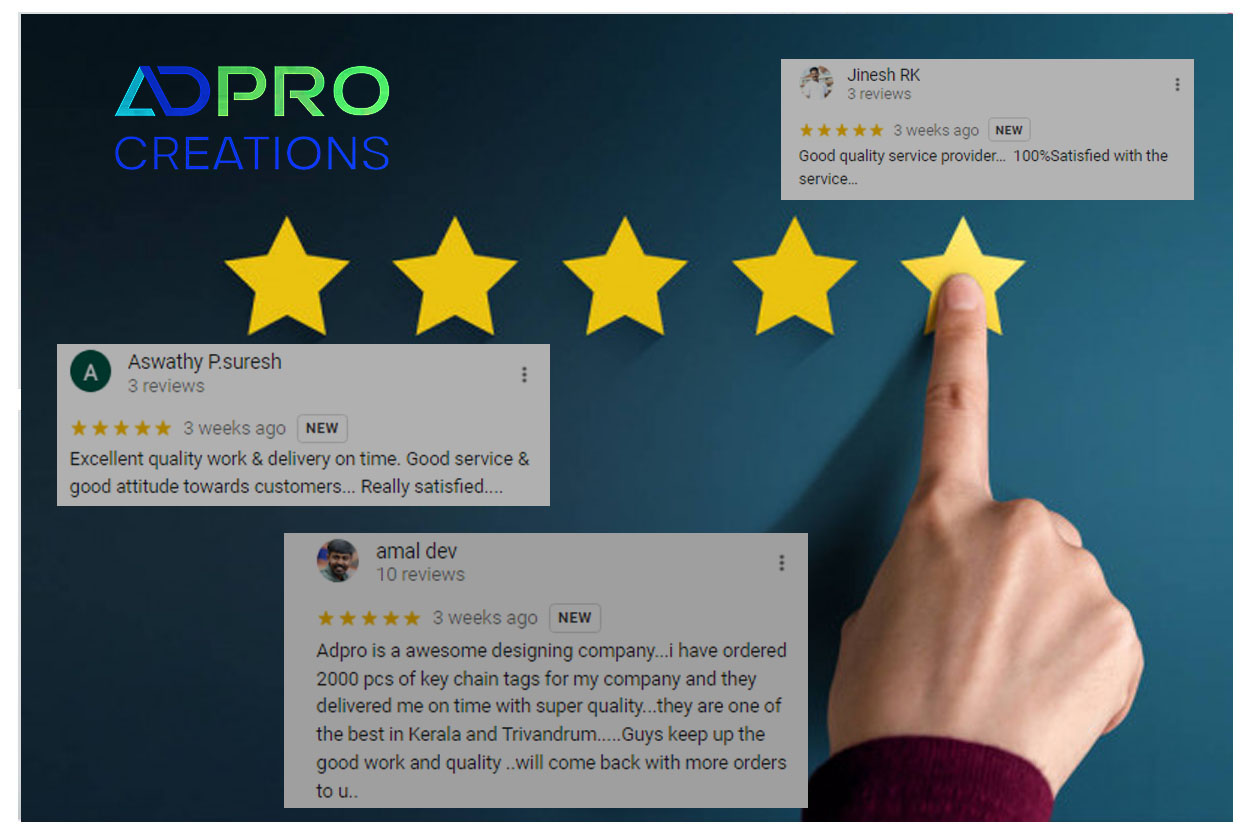 ADPRO
CREATIONS
Jinesh RK
3 reviews
3 weeks ago NEW
Good quality service provider... 100%Satisfied with the
service...
Aswathy P.suresh
3 reviews
A
3 weeks ago NEW
Excellent quality work & delivery on time. Good service &
good attitude towards customers... Really satisfied....
amal dev
10 reviews
3 weeks ago NEW
Adpro is a awesome designing company...i have ordered
2000 pcs of key chain tags for my company and they
delivered me on time with super quality...they are one of
the best in Kerala and Trivandrum.....Guys keep up the
good work and quality ..will come back with more orders
to u..